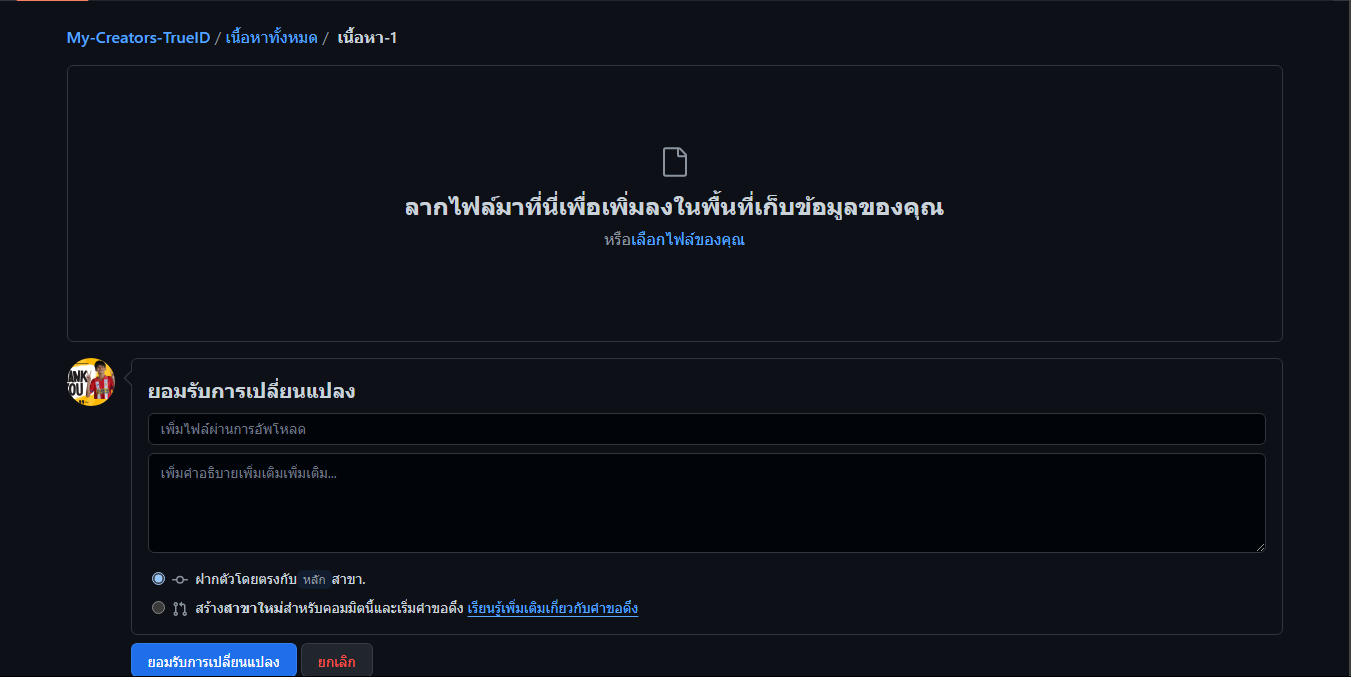 My-Creators-TrueID / เนื้อหาทั้งหมด / เนื้อหา-1
ลากไฟล์มาที่นี่เพื่อเพิ่มลงในพื้นที่เก็บข้อมูลของคุณ
หรือเลือกไฟล์ของคุณ
ANK
OU
ยอมรับการเปลี่ยนแปลง
เพิ่มไฟล์ผ่านการอัพโหลด
เพิ่มคำอธิบายเพิ่มเติมเพิ่มเติม...
ฝากตัวโดยตรงกับ หลัก สาขา.
สร้างสาขาใหม่สำหรับคอมมิตนี้และเริ่มคำขอดึง เรียนรู้เพิ่มเติมเกี่ยวกับคำขอดึง
ยอมรับการเปลี่ยนแปลง ยกเลิก